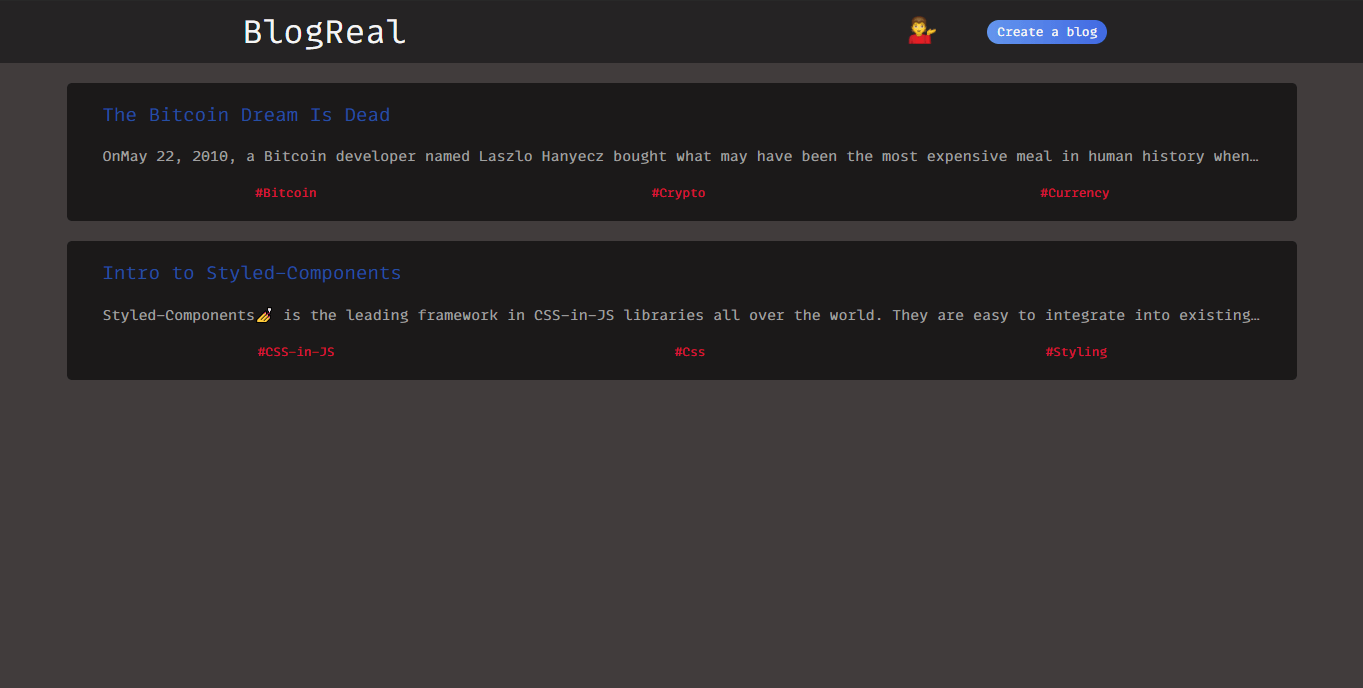 BlogReal
Create a blog
The Bitcoin Dream Is Dead
OnMay 22, 2010, a Bitcoin developer named Laszlo Hanyecz bought what may have been the most expensive meal in human history when…
#Bitcoin #Crypto #Currency
Intro to Styled-Components
Styled-Components💅 is the leading framework in CSS-in-JS libraries all over the world. They are easy to integrate into existing…
#CSS-in-JS #Css #Styling